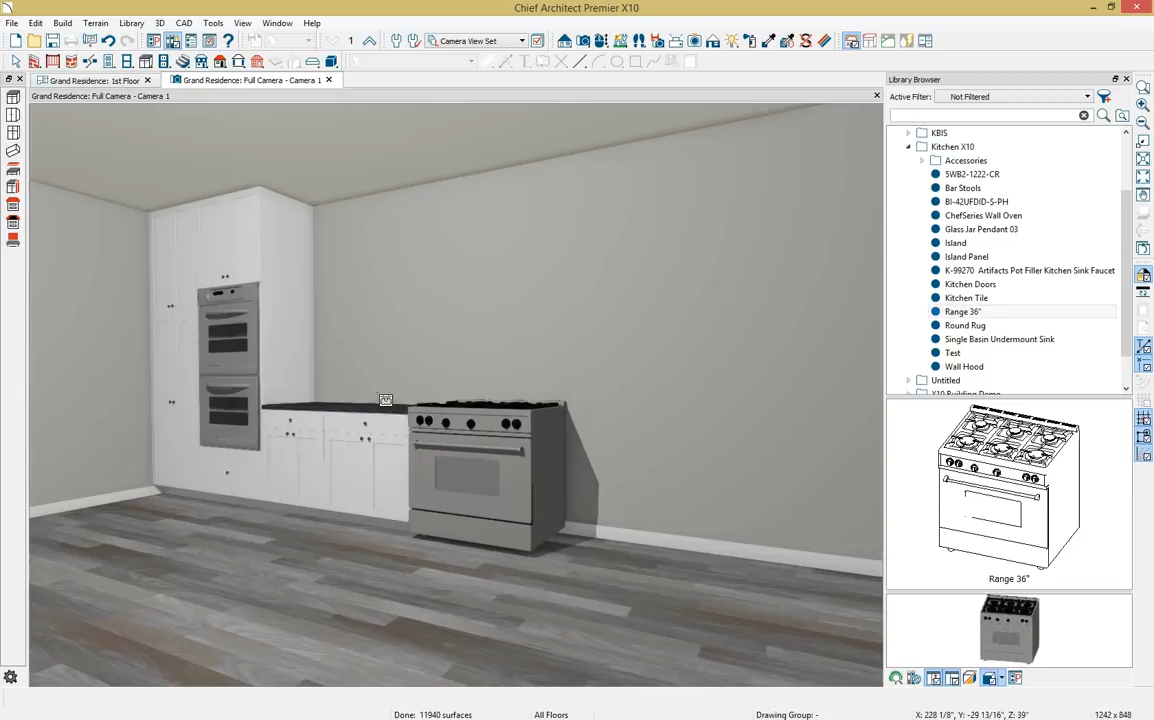 Chief Architect Premier X10
File Edit Build Terrain Library 3D CAD Tools View Window Help
1 Camera View Set
Grand Residence: 1st Floor Grand Residence: Full Camera - Camera 1
Grand Residence: Full Camera - Camera 1
Library Browser
Active Filter: Not Filtered
KBIS
Kitchen X10
Accessories
5WB2-1222-CR
Bar Stools
BI-42UFDID-S-PH
ChefSeries Wall Oven
Glass Jar Pendant 03
Island
Island Panel
K-99270 Artifacts Pot Filler Kitchen Sink Faucet
Kitchen Doors
Kitchen Tile
Range 36"
Round Rug
Single Basin Undermount Sink
Test
Wall Hood
Untitled
X10 Building Demo
Range 36"
Done: 11940 surfaces All Floors Drawing Group: - X: 228 1/8", Y: -29 13/16", Z: 39" 1242 x 848